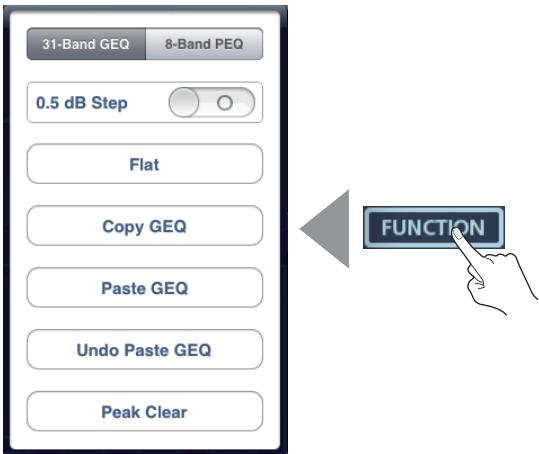 31-Band GEQ 8-Band PEQ
0.5 dB Step
Flat
Copy GEQ
FUNCTION
Paste GEQ
Undo Paste GEQ
Peak Clear